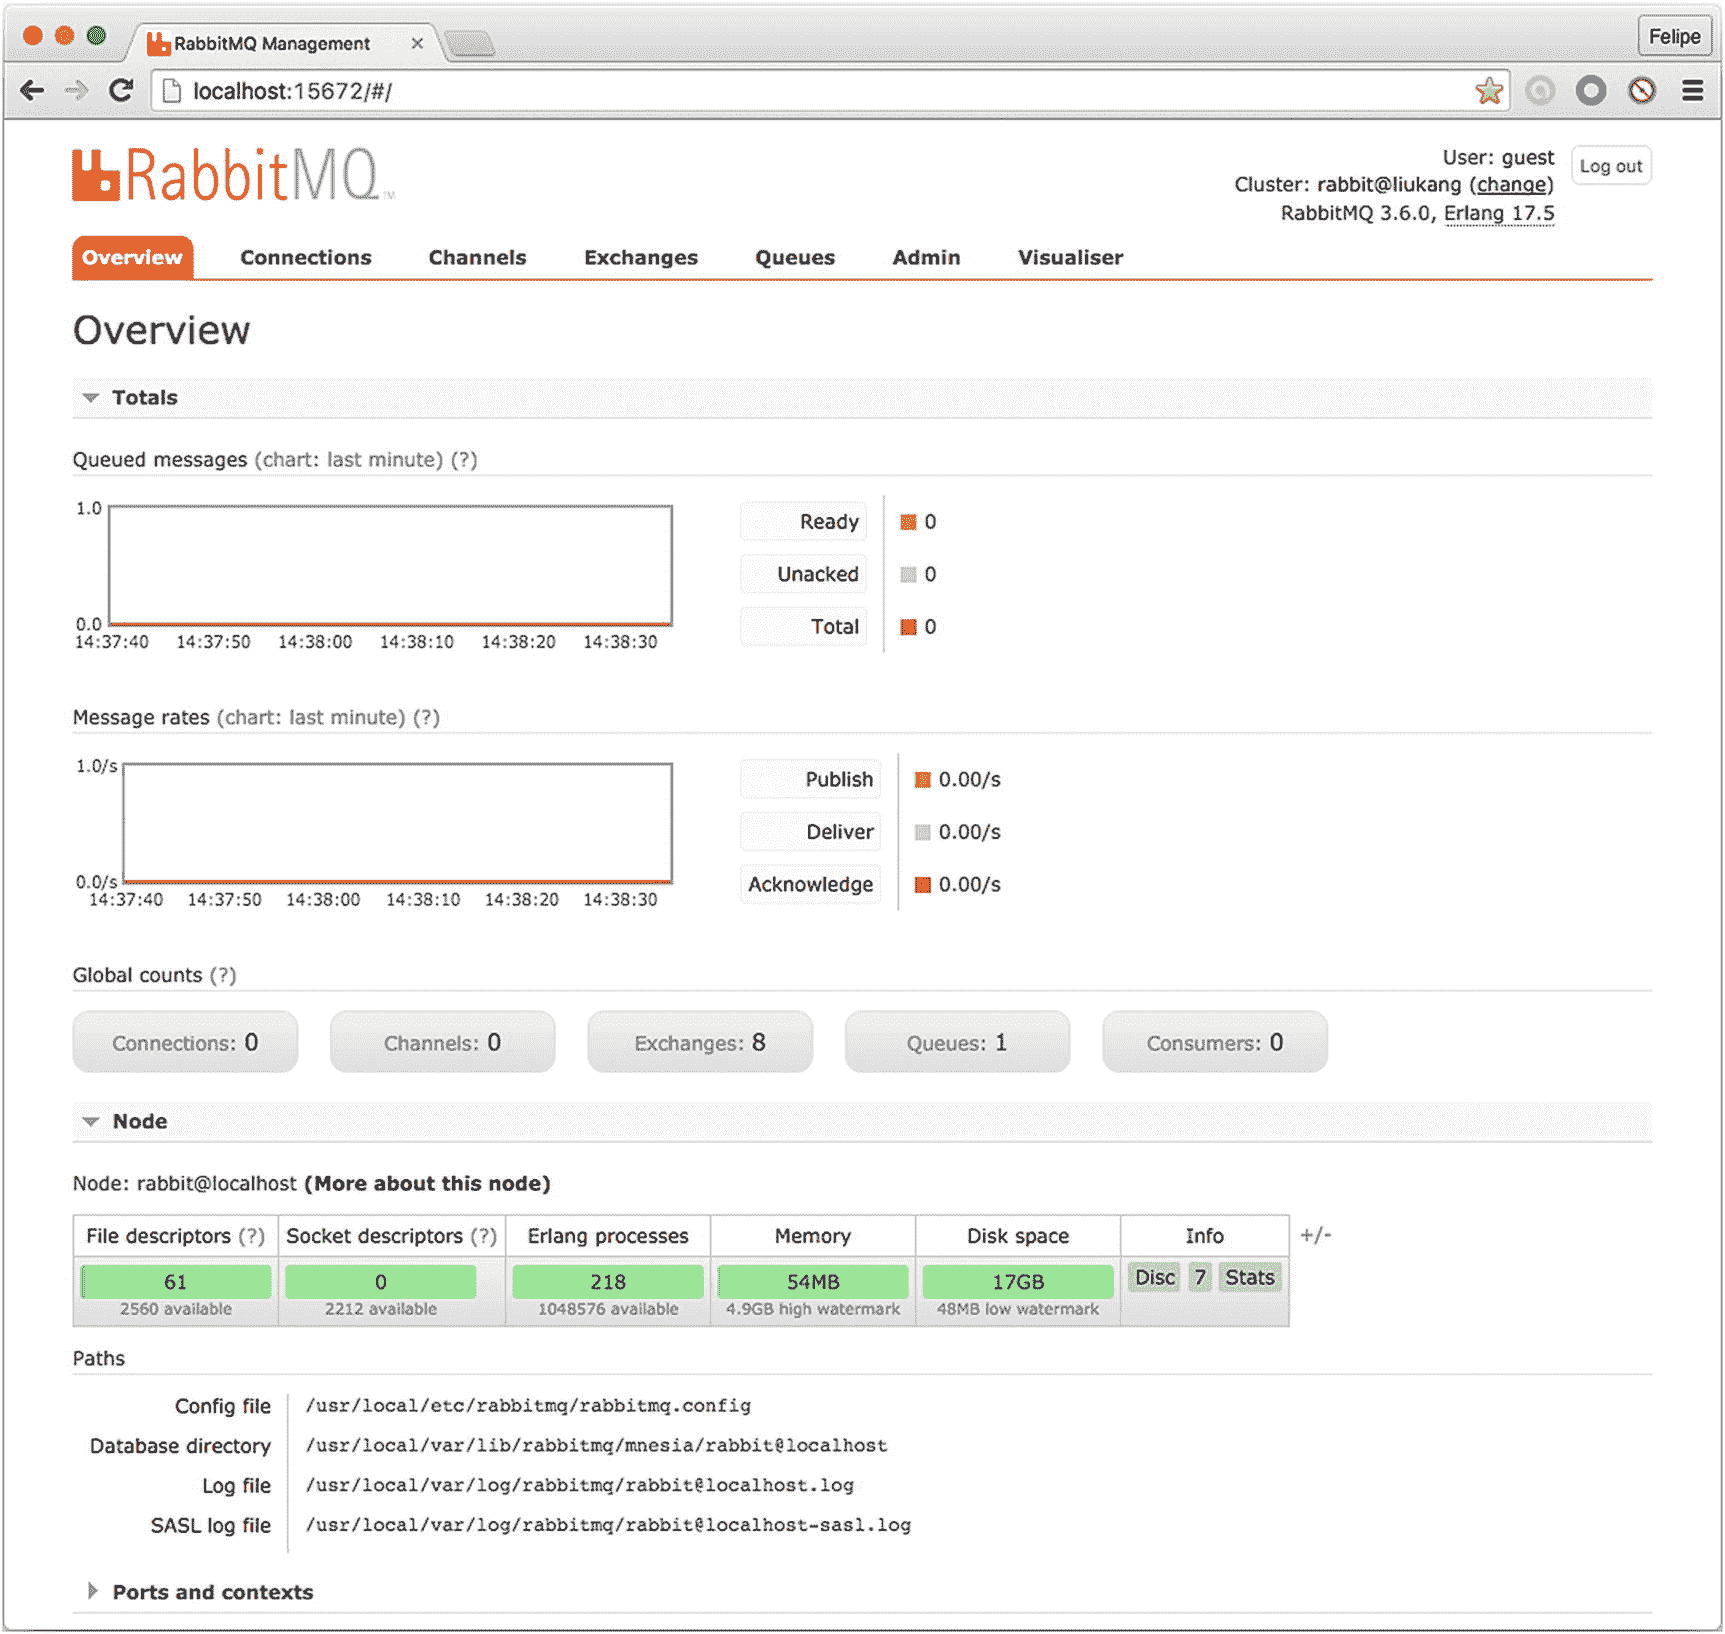 RabbitMQ Management
Felipe
localhost:15672/#/
RabbitMQ™
User: guest
Log out
Cluster: rabbit@liukang (change)
RabbitMQ 3.6.0, Erlang 17.5
Overview Connections Channels Exchanges Queues Admin Visualiser
Overview
Totals
Queued messages (chart: last minute) (?)
1.0
0.0
14:37:40 14:37:50 14:38:00 14:38:10 14:38:20 14:38:30
Ready 0
Unacked 0
Total 0
Message rates (chart: last minute) (?)
1.0/s
0.0/s
14:37:40 14:37:50 14:38:00 14:38:10 14:38:20 14:38:30
Publish 0.00/s
Deliver 0.00/s
Acknowledge 0.00/s
Global counts (?)
Connections: 0 Channels: 0 Exchanges: 8 Queues: 1 Consumers: 0
Node
Node: rabbit@localhost (More about this node)
File descriptors (?) Socket descriptors (?) Erlang processes Memory Disk space Info +/-
61 0 218 54MB 17GB Disc 7 Stats
2560 available 2212 available 1048576 available 4.9GB high watermark 48MB low watermark
Paths
Config file /usr/local/etc/rabbitmq/rabbitmq.config
Database directory /usr/local/var/lib/rabbitmq/mnesia/rabbit@localhost
Log file /usr/local/var/log/rabbitmq/rabbit@localhost.log
SASL log file /usr/local/var/log/rabbitmq/rabbit@localhost-sasl.log
Ports and contexts